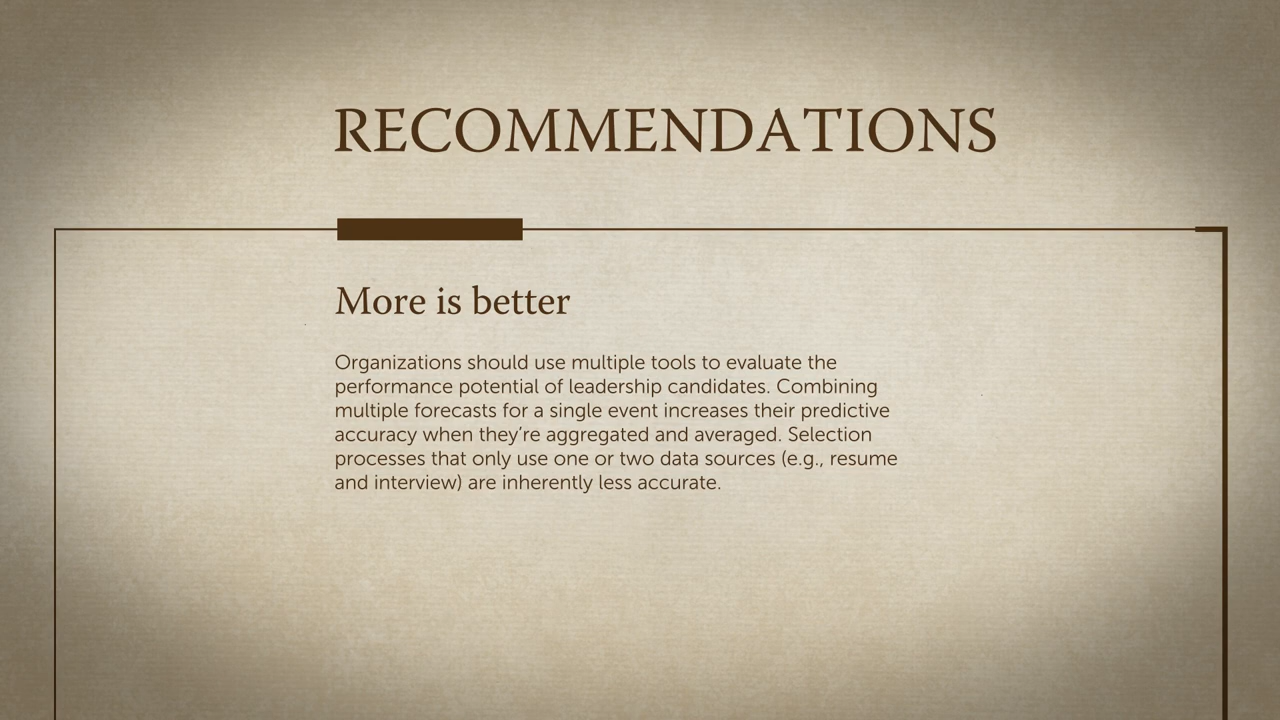 RECOMMENDATIONS
More is better
Organizations should use multiple tools to evaluate the
performance potential of leadership candidates. Combining
multiple forecasts for a single event increases their predictive
accuracy when they’re aggregated and averaged. Selection
processes that only use one or two data sources (e.g., resume
and interview) are inherently less accurate.